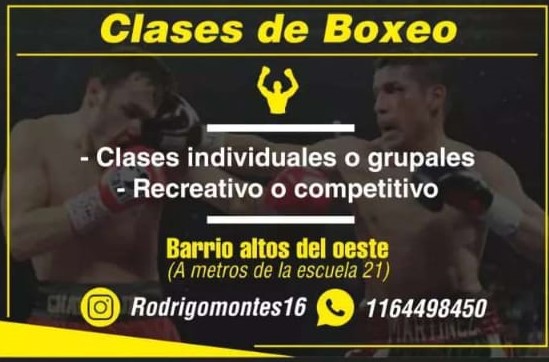 Clases de Boxeo
- Clases individuales o grupales
- Recreativo o competitivo
Barrio altos del oeste
(A metros de la escuela 21)
Rodrigomontes16 1164498450
MARTINEZ